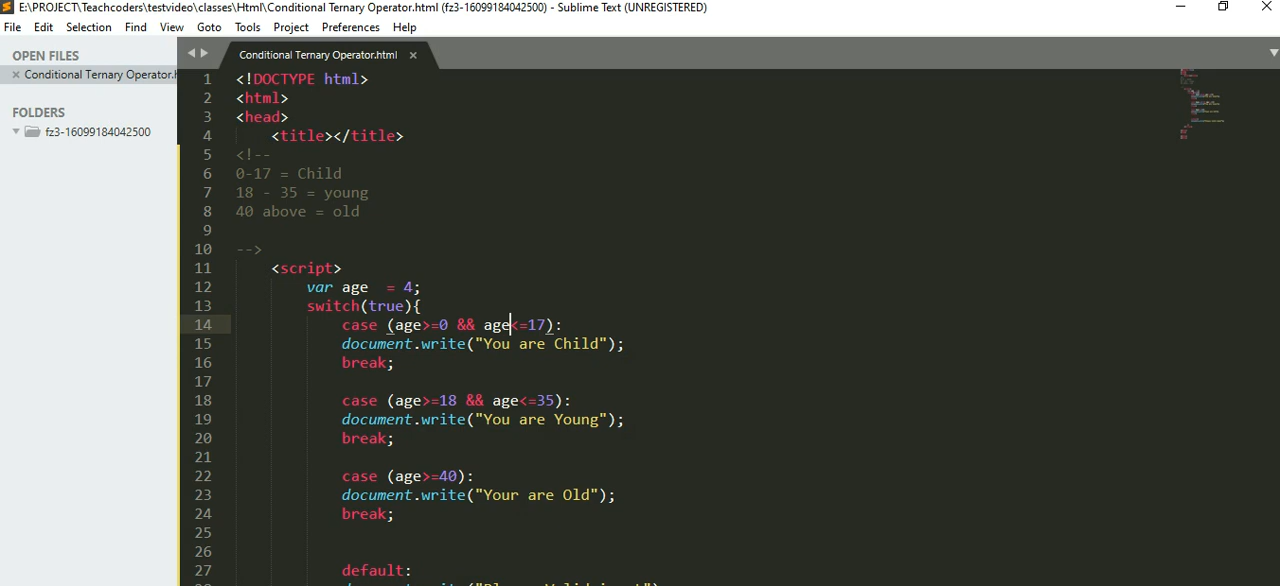 E:\PROJECT\Teachcoders\testvideo\classes\Html\Conditional Ternary Operator.html (fz3-16099184042500) - Sublime Text (UNREGISTERED)
File Edit Selection Find View Goto Tools Project Preferences Help
OPEN FILES
Conditional Ternary Operator.h
FOLDERS
fz3-16099184042500
Conditional Ternary Operator.html
1 <!DOCTYPE html>
2 <html>
3 <head>
4 <title></title>
5 <!--
6 0-17 = Child
7 18 - 35 = young
8 40 above = old
9
10 -->
11 <script>
12 var age = 4;
13 switch(true){
14 case (age>=0 && age<=17):
15 document.write("You are Child");
16 break;
17
18 case (age>=18 && age<=35):
19 document.write("You are Young");
20 break;
21
22 case (age>=40):
23 document.write("Your are Old");
24 break;
25
26
27 default: